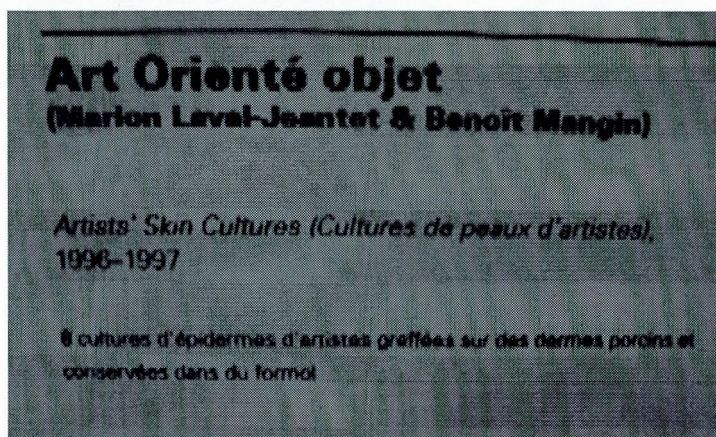 Art Orienté objet
(Marion Laval-Jeantet & Benoît Mangin)
Artists' Skin Cultures (Cultures de peaux d'artistes),
1996–1997
cultures d'épidermes d'artistes greffées sur des dermes porcins et
conservées dans du formol